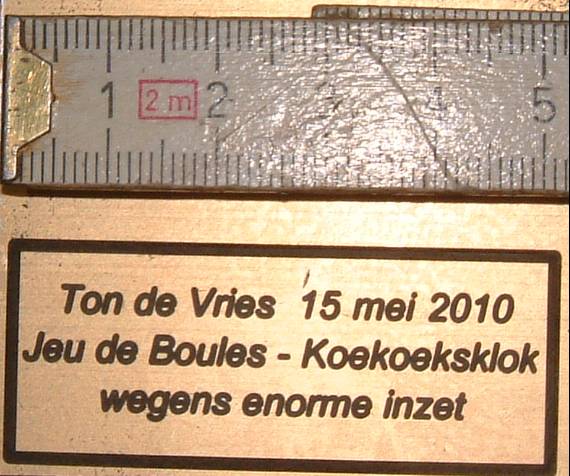 1 2 m 2 3 4 5
Ton de Vries 15 mei 2010
Jeu de Boules - Koekoeksklok
wegens enorme inzet